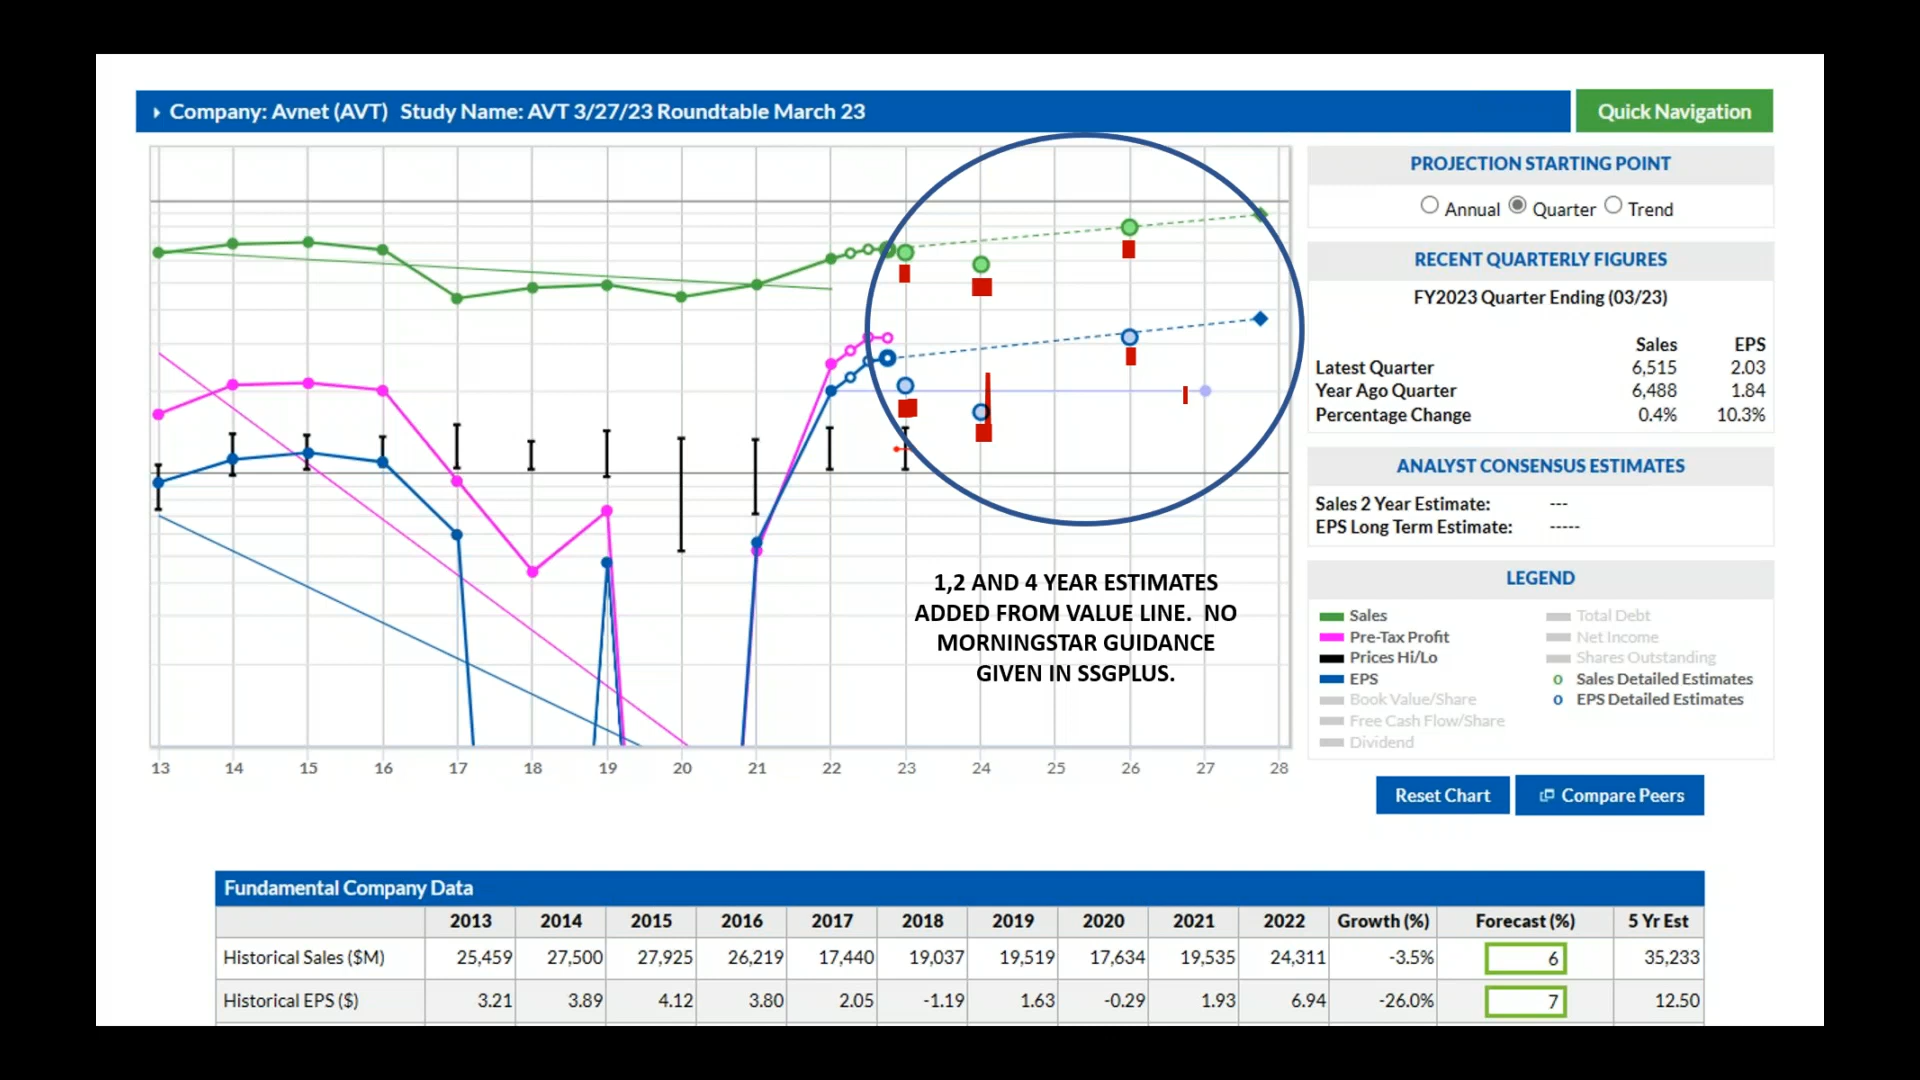 Company: Avnet (AVT) Study Name: AVT 3/27/23 Roundtable March 23
Quick Navigation
PROJECTION STARTING POINT
Annual Quarter Trend
RECENT QUARTERLY FIGURES
FY2023 Quarter Ending (03/23)
Sales EPS
Latest Quarter 6,515 2.03
Year Ago Quarter 6,488 1.84
Percentage Change 0.4% 10.3%
ANALYST CONSENSUS ESTIMATES
Sales 2 Year Estimate: ---
EPS Long Term Estimate: -----
LEGEND
Sales Total Debt
Pre-Tax Profit Net Income
Prices Hi/Lo Shares Outstanding
EPS Sales Detailed Estimates
Book Value/Share EPS Detailed Estimates
Free Cash Flow/Share
Dividend
1,2 AND 4 YEAR ESTIMATES
ADDED FROM VALUE LINE. NO
MORNINGSTAR GUIDANCE
GIVEN IN SSGPLUS.
13 14 15 16 17 18 19 20 21 22 23 24 25 26 27 28
Reset Chart Compare Peers
Fundamental Company Data
2013 2014 2015 2016 2017 2018 2019 2020 2021 2022 Growth (%) Forecast (%) 5 Yr Est
Historical Sales ($M) 25,459 27,500 27,925 26,219 17,440 19,037 19,519 17,634 19,535 24,311 -3.5% 6 35,233
Historical EPS ($) 3.21 3.89 4.12 3.80 2.05 -1.19 1.63 -0.29 1.93 6.94 -26.0% 7 12.50